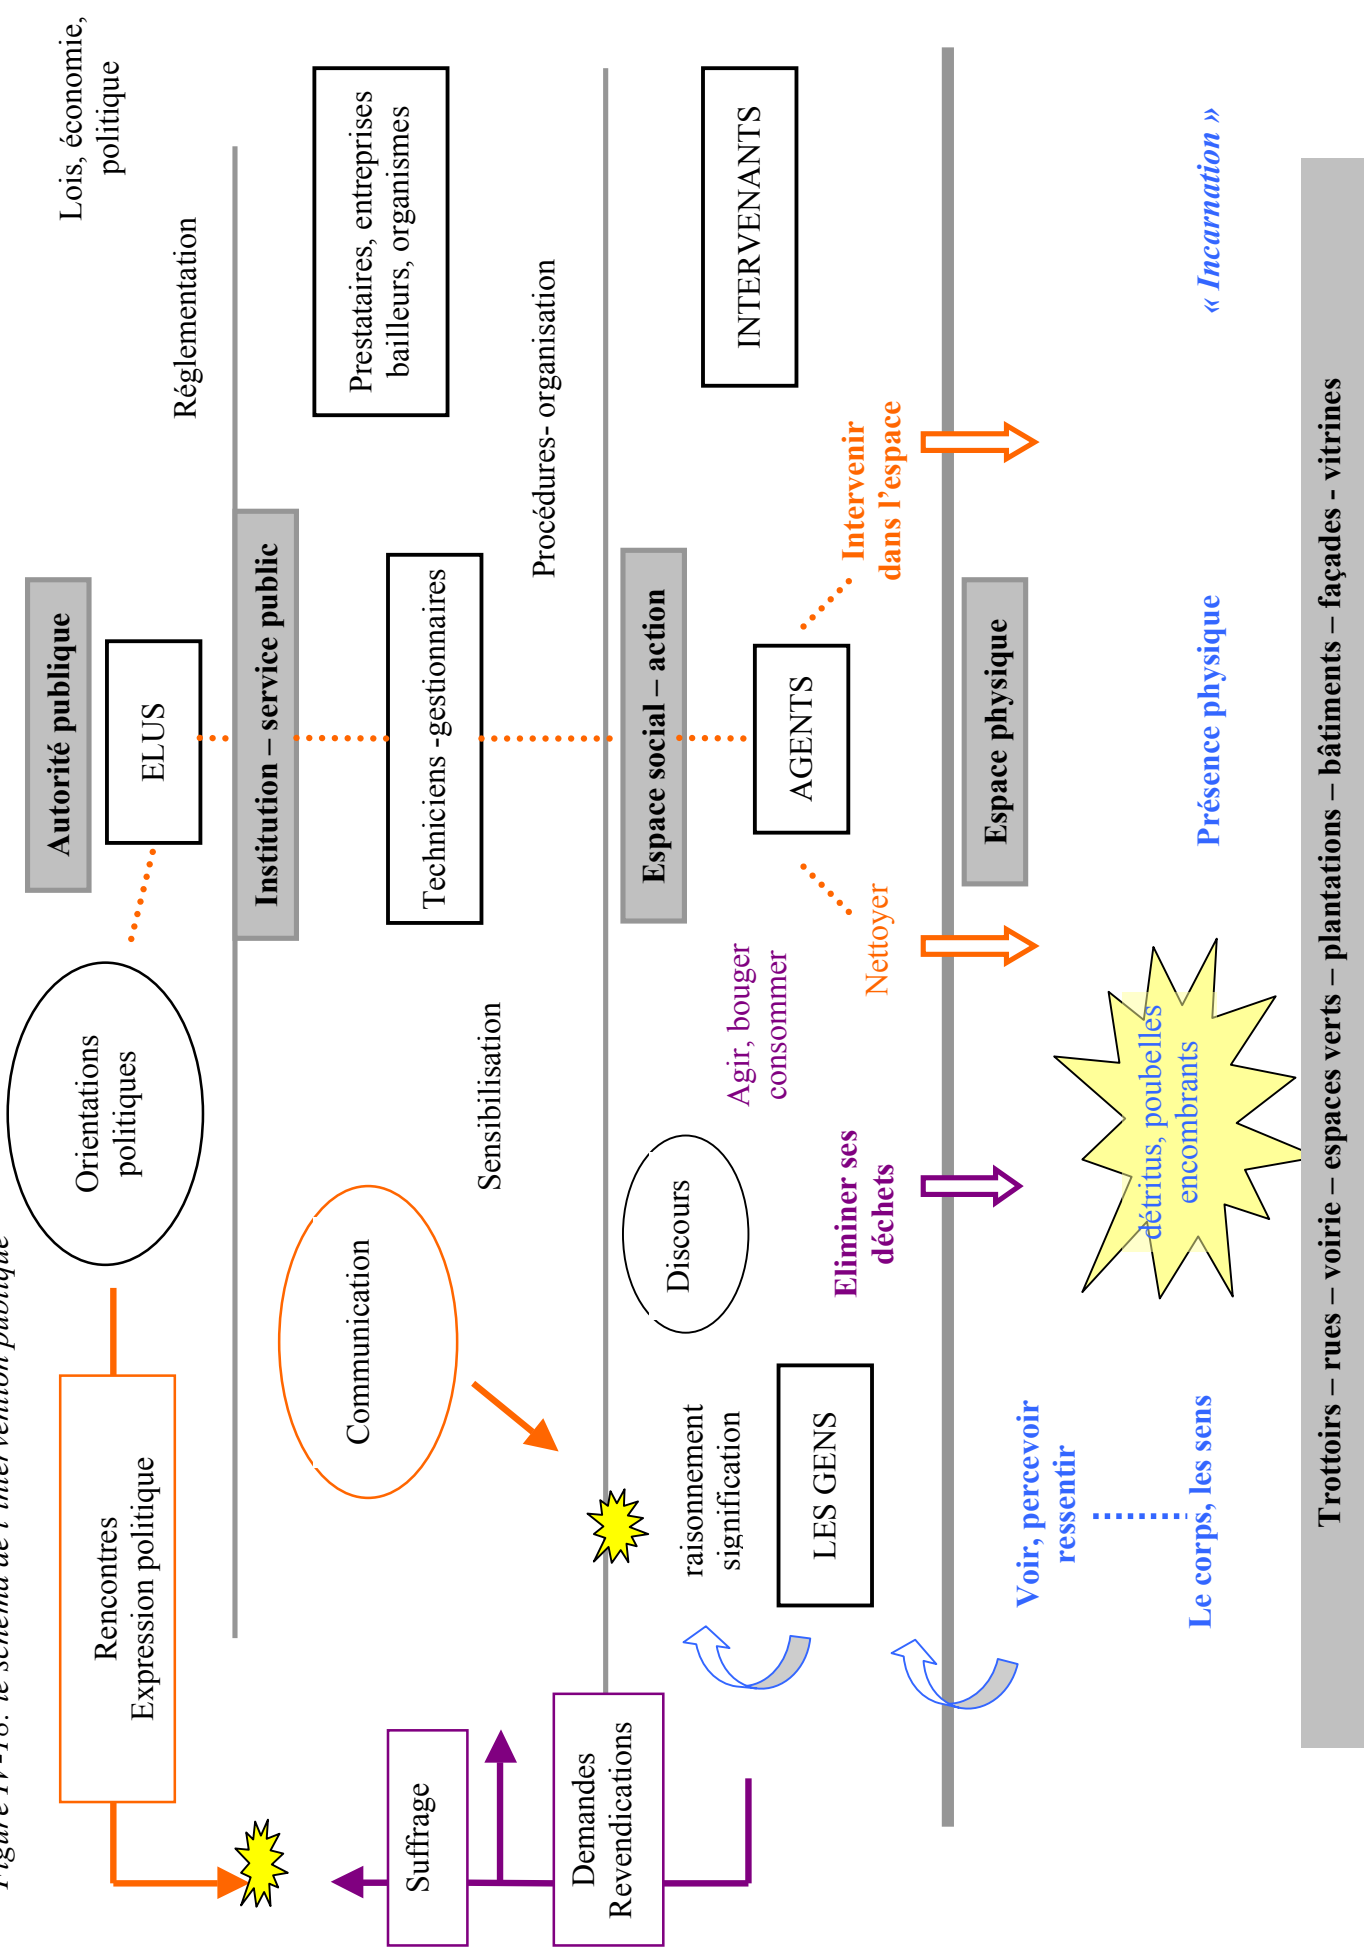 Figure le schéma de l'intervention publique
Autorité publique
Lois, économie,
politique
Orientations
politiques
Rencontres
Expression politique
ELUS
Réglementation
Institution – service public
Communication
Prestataires, entreprises
bailleurs, organismes
Suffrage
Techniciens -gestionnaires
Sensibilisation
Procédures- organisation
Demandes
Revendications
Espace social – action
Discours
raisonnement
signification
Agir, bouger
consommer
INTERVENANTS
LES GENS
AGENTS
Eliminer ses
déchets
Nettoyer
Intervenir
dans l'espace
Espace physique
Voir, percevoir
ressentir
détritus, poubelles
encombrants
Le corps, les sens
Présence physique
« Incarnation »
Trottoirs – rues – voirie – espaces verts – plantations – bâtiments – façades - vitrines